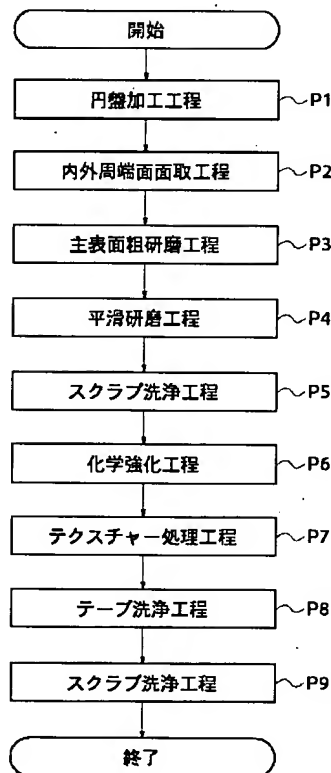 開始
円盤加工工程 P1
内外周端面面取工程 P2
主表面粗研磨工程 P3
平滑研磨工程 P4
スクラブ洗浄工程 P5
化学強化工程 P6
テクスチャー処理工程 P7
テープ洗浄工程 P8
スクラブ洗浄工程 P9
終了